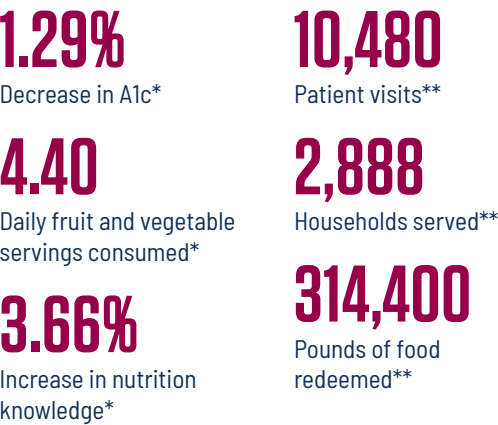 1.29%
Decrease in A1c*
4.40
Daily fruit and vegetable
servings consumed*
3.66%
Increase in nutrition
knowledge*
10,480
Patient visits**
2,888
Households served**
314,400
Pounds of food
redeemed**